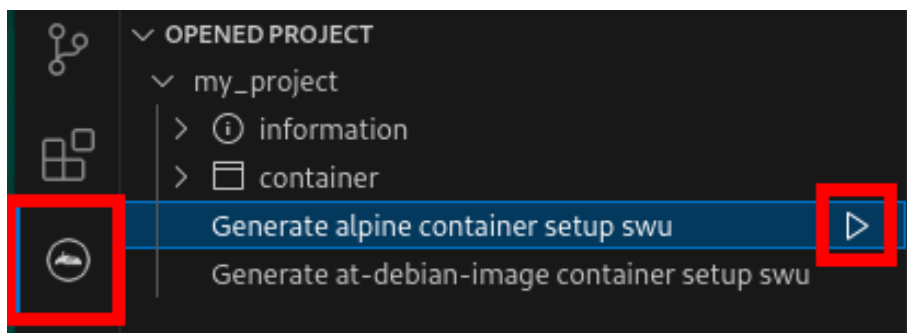 OPENED PROJECT
my_project
information
container
Generate alpine container setup swu
Generate at-debian-image container setup swu